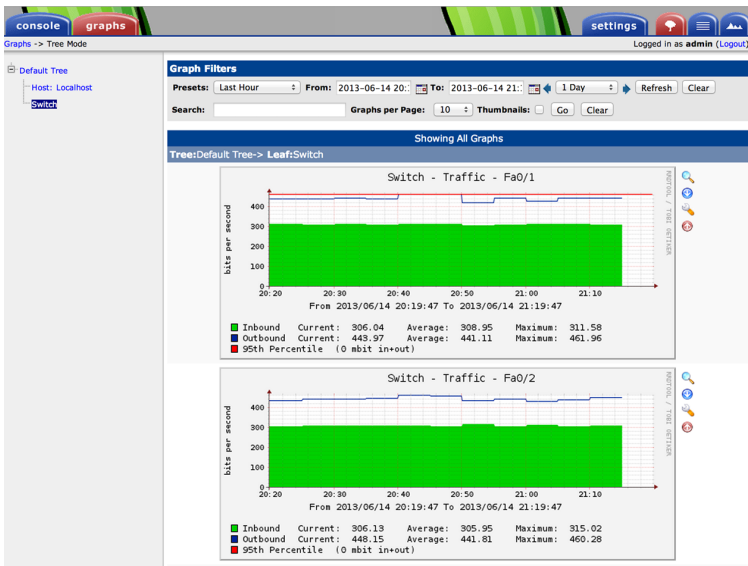 console graphs settings
Graphs -> Tree Mode Logged in as admin (Logout)
Default Tree
Host: Localhost
Switch
Graph Filters
Presets: Last Hour From: 2013-06-14 20: To: 2013-06-14 21: 1 Day Refresh Clear
Search: Graphs per Page: 10 Thumbnails: Go Clear
Showing All Graphs
Tree:Default Tree-> Leaf:Switch
Switch - Traffic - Fa0/1
RRDTOOL / TOBI OETIKER
bits per second
400
300
200
100
0
20:20 20:30 20:40 20:50 21:00 21:10
From 2013/06/14 20:19:47 To 2013/06/14 21:19:47
Inbound Current: 306.04 Average: 308.95 Maximum: 311.58
Outbound Current: 443.97 Average: 441.11 Maximum: 461.96
95th Percentile (0 mbit in+out)
Switch - Traffic - Fa0/2
RRDTOOL / TOBI OETIKER
bits per second
400
300
200
100
0
20:20 20:30 20:40 20:50 21:00 21:10
From 2013/06/14 20:19:47 To 2013/06/14 21:19:47
Inbound Current: 306.13 Average: 305.95 Maximum: 315.02
Outbound Current: 448.15 Average: 441.81 Maximum: 460.28
95th Percentile (0 mbit in+out)